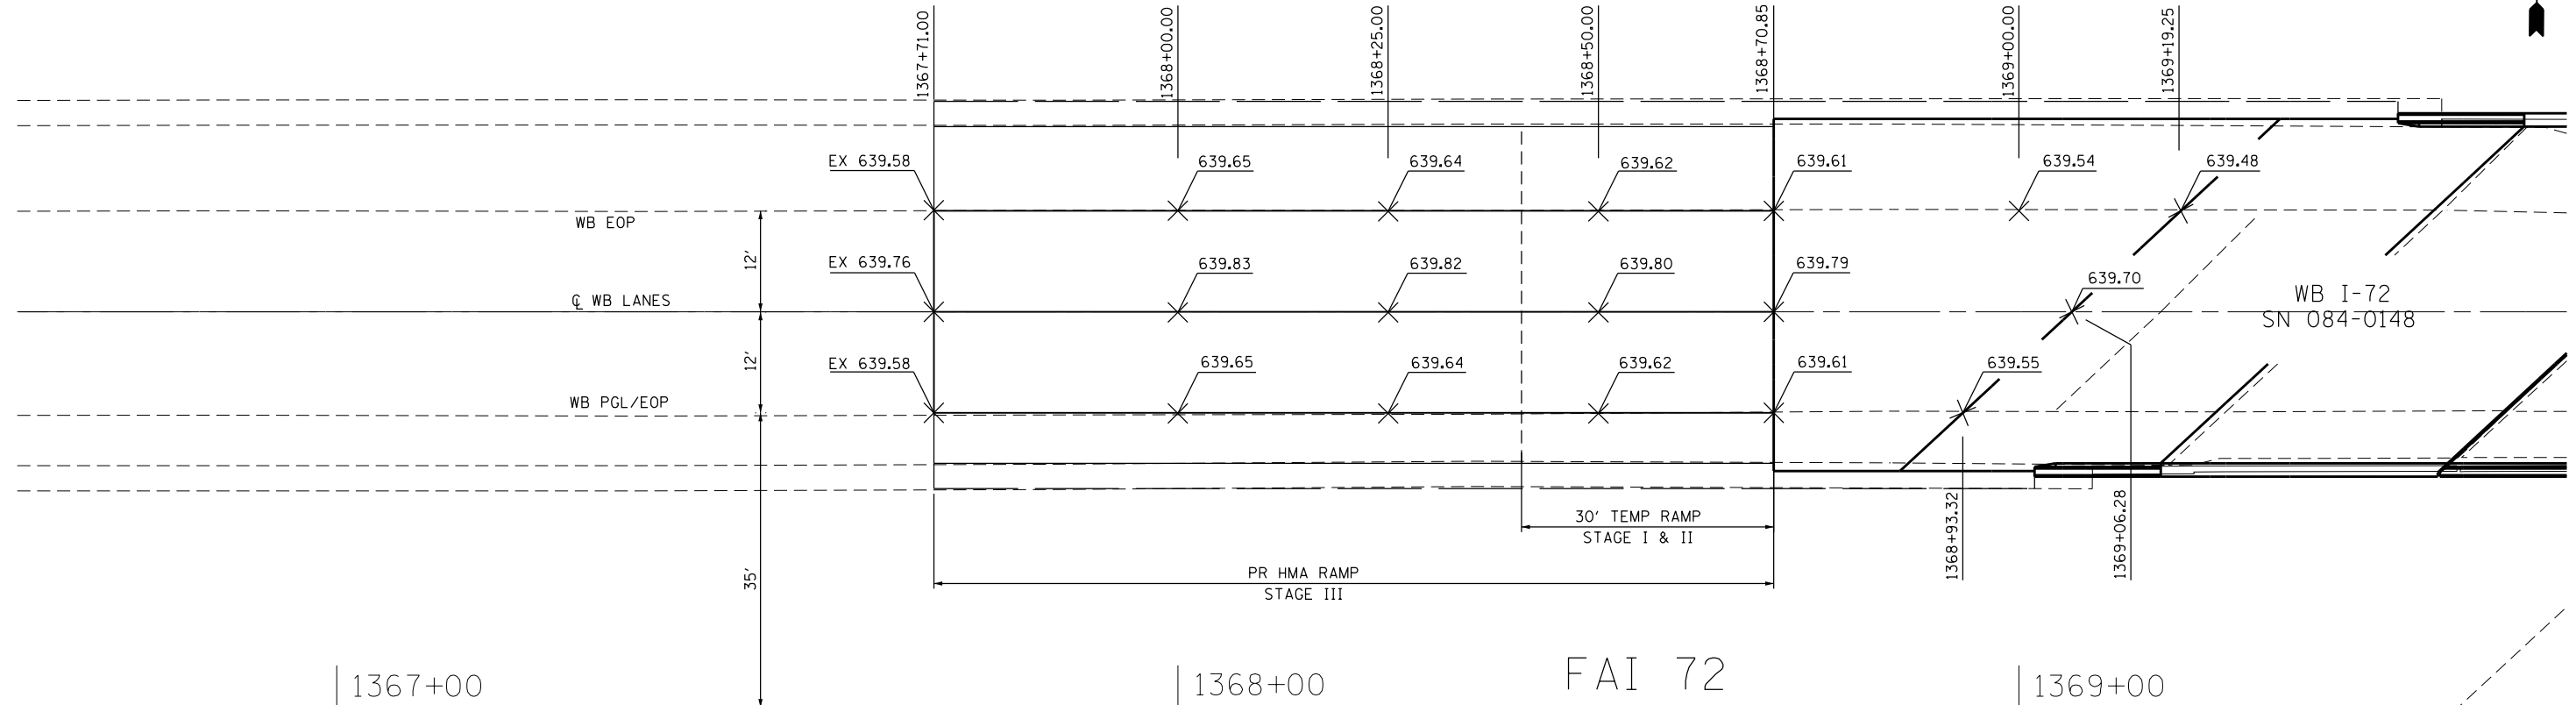 1367+71.00
1368+00.00
1368+25.00
1368+50.00
1368+70.85
1369+00.00
1369+19.25
EX 639.58
639.65
639.64
639.62
639.61
639.54
639.48
WB EOP
12'
EX 639.76
639.83
639.82
639.80
639.79
639.70
℄ WB LANES
WB I-72
SN 084-0148
12'
EX 639.58
639.65
639.64
639.62
639.61
639.55
WB PGL/EOP
35'
30' TEMP RAMP
STAGE I & II
1368+93.32
1369+06.28
PR HMA RAMP
STAGE III
FAI 72
1367+00
1368+00
1369+00